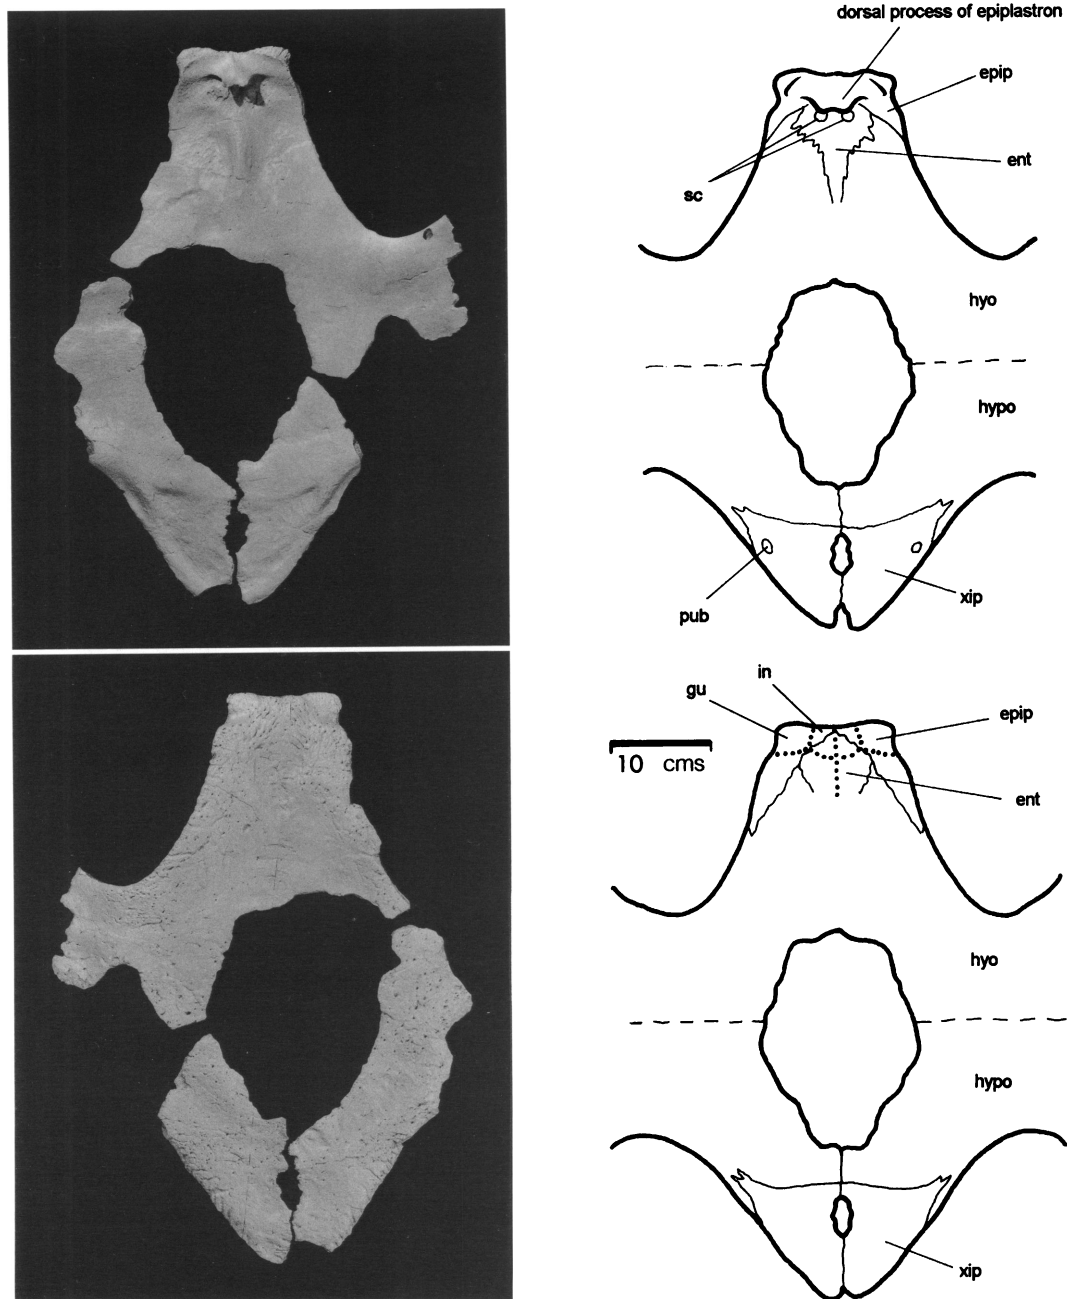 dorsal process of epiplastron
epip
ent
sc
hyo
hypo
pub
xip
in
gu
epip
10 cms
ent
hyo
hypo
xip